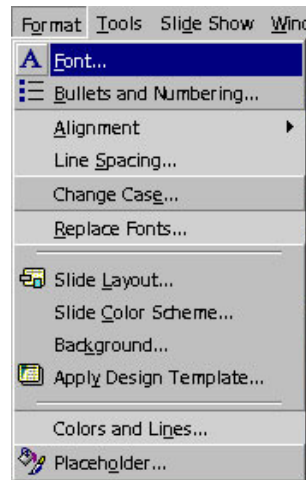 Format Tools Slide Show Wind
A Font...
Bullets and Numbering...
Alignment
Line Spacing...
Change Case...
Replace Fonts...
Slide Layout...
Slide Color Scheme...
Background...
Apply Design Template...
Colors and Lines...
Placeholder...